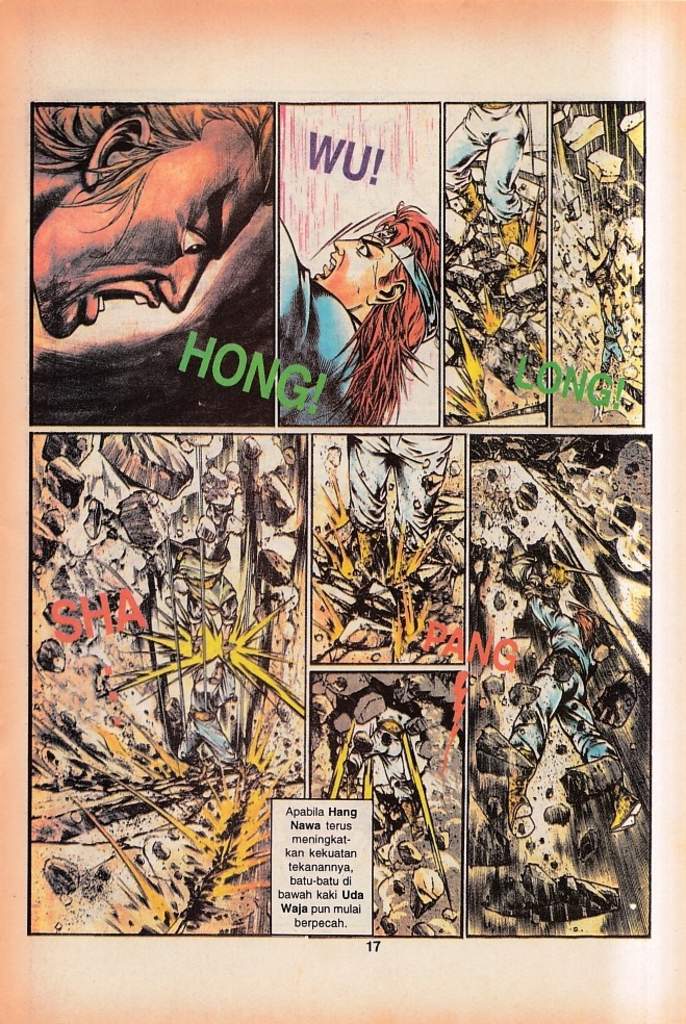 WU!
HONG!
LONG!
SHA
PANG
Apabila Hang
Nawa terus
meningkat-
kan kekuatan
tekanannya,
batu-batu di
bawah kaki Uda
Waja pun mulai
berpecah.
17